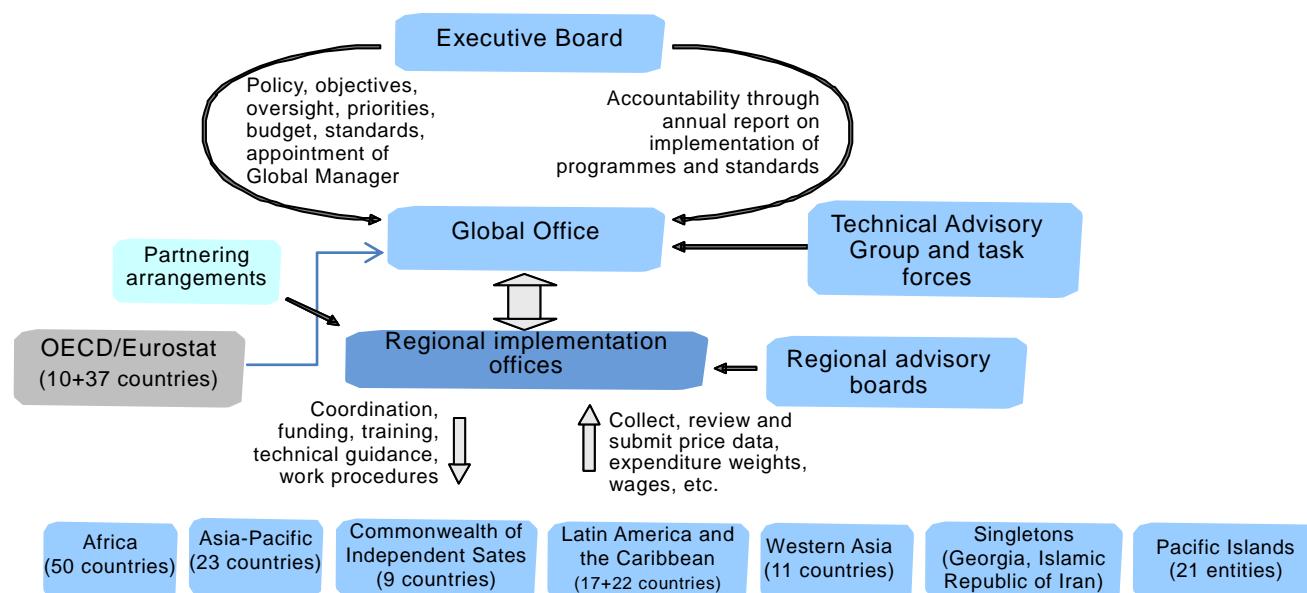 Executive Board
Policy, objectives,
oversight, priorities,
budget, standards,
appointment of
Global Manager
Accountability through
annual report on
implementation of
programmes and standards
Global Office
Technical Advisory
Group and task
forces
Partnering
arrangements
OECD/Eurostat
(10+37 countries)
Regional implementation
offices
Regional advisory
boards
Coordination,
funding, training,
technical guidance,
work procedures
Collect, review and
submit price data,
expenditure weights,
wages, etc.
Africa
(50 countries)
Asia-Pacific
(23 countries)
Commonwealth of
Independent Sates
(9 countries)
Latin America and
the Caribbean
(17+22 countries)
Western Asia
(11 countries)
Singletons
(Georgia, Islamic
Republic of Iran)
Pacific Islands
(21 entities)